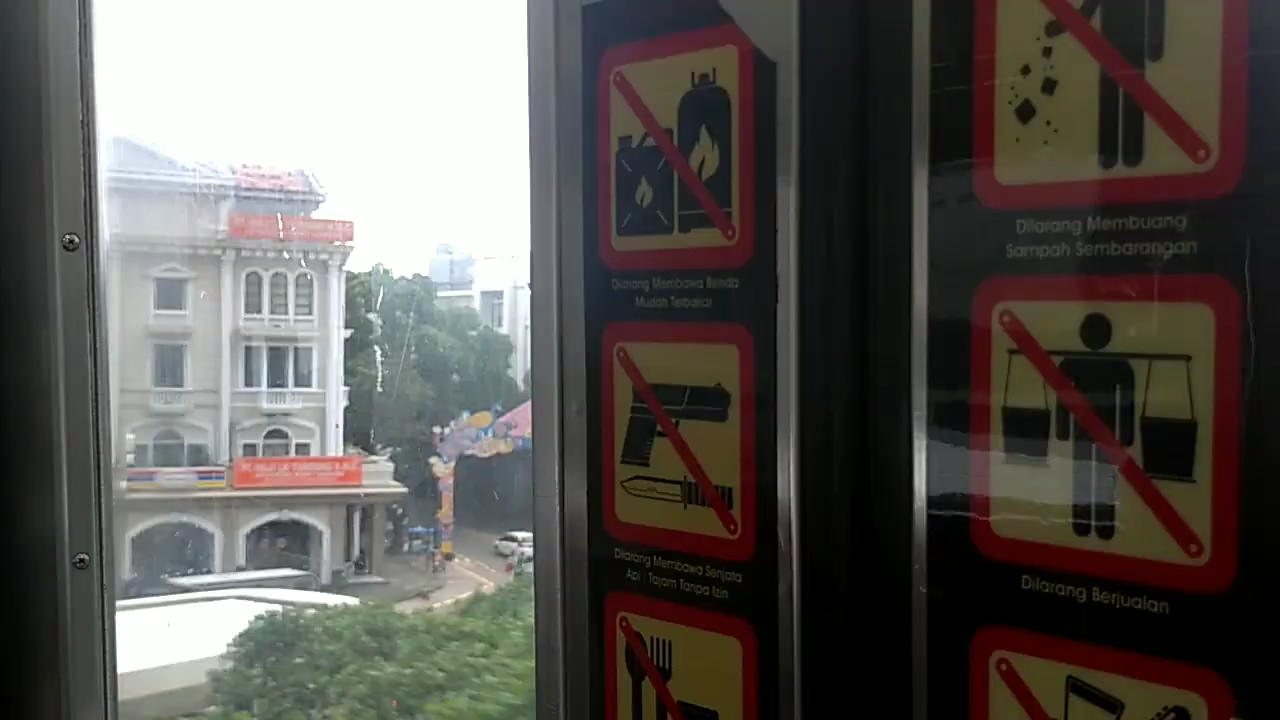 Dilarang Membawa Benda
Mudah Terbakar
Dilarang Membawa Senjata
Api / Tajam Tanpa Izin
Dilarang Membuang
Sampah Sembarangan
Dilarang Berjualan